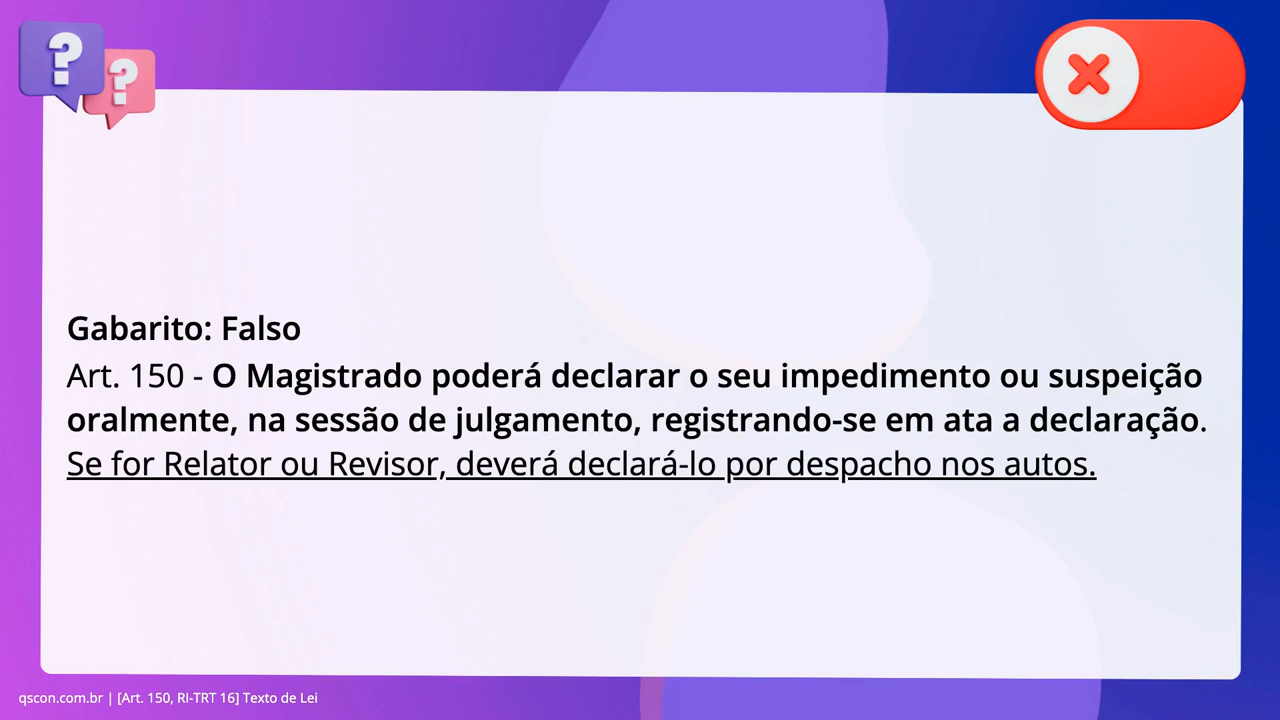 ? ?
Gabarito: Falso
Art. 150 - O Magistrado poderá declarar o seu impedimento ou suspeição
oralmente, na sessão de julgamento, registrando-se em ata a declaração.
Se for Relator ou Revisor, deverá declará-lo por despacho nos autos.
qscon.com.br | [Art. 150, RI-TRT 16] Texto de Lei